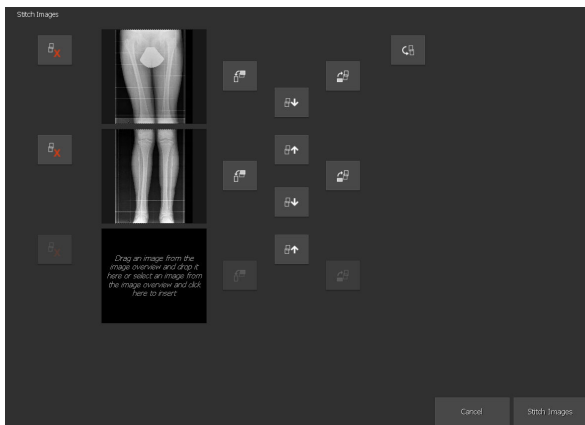 Stitch Images
Drag an image from the
image overview and drop it
here or select an image from
the image overview and click
here to insert
Cancel
Stitch Images